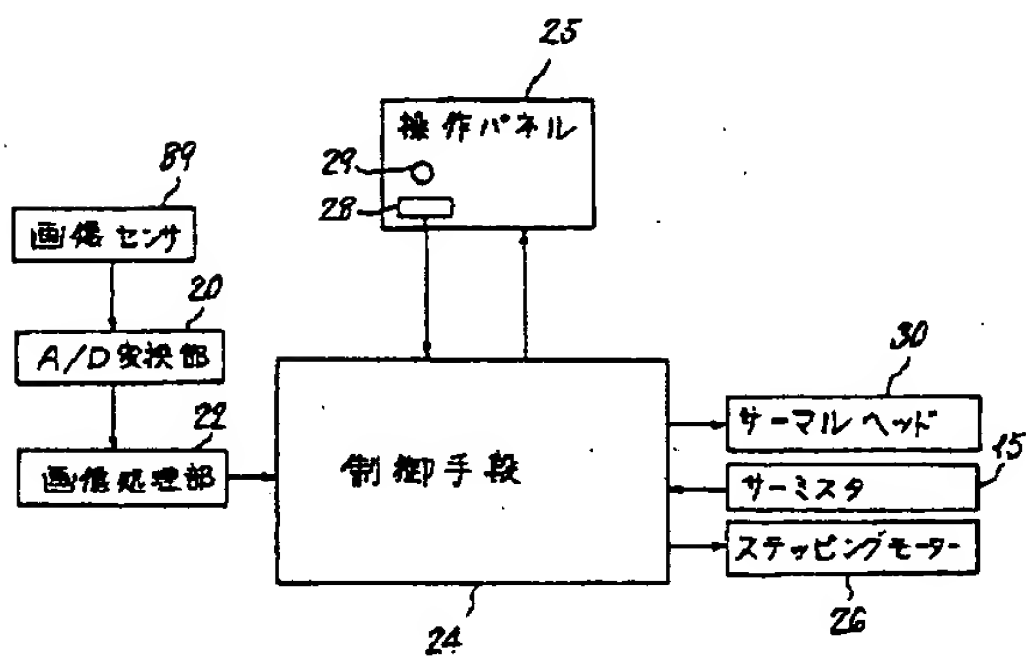 25
操作パネル
29
28
89
画像センサ
20
A/D変換部
22
画像処理部
制御手段
24
30
サーマルヘッド
15
サーミスタ
ステッピングモーター
26